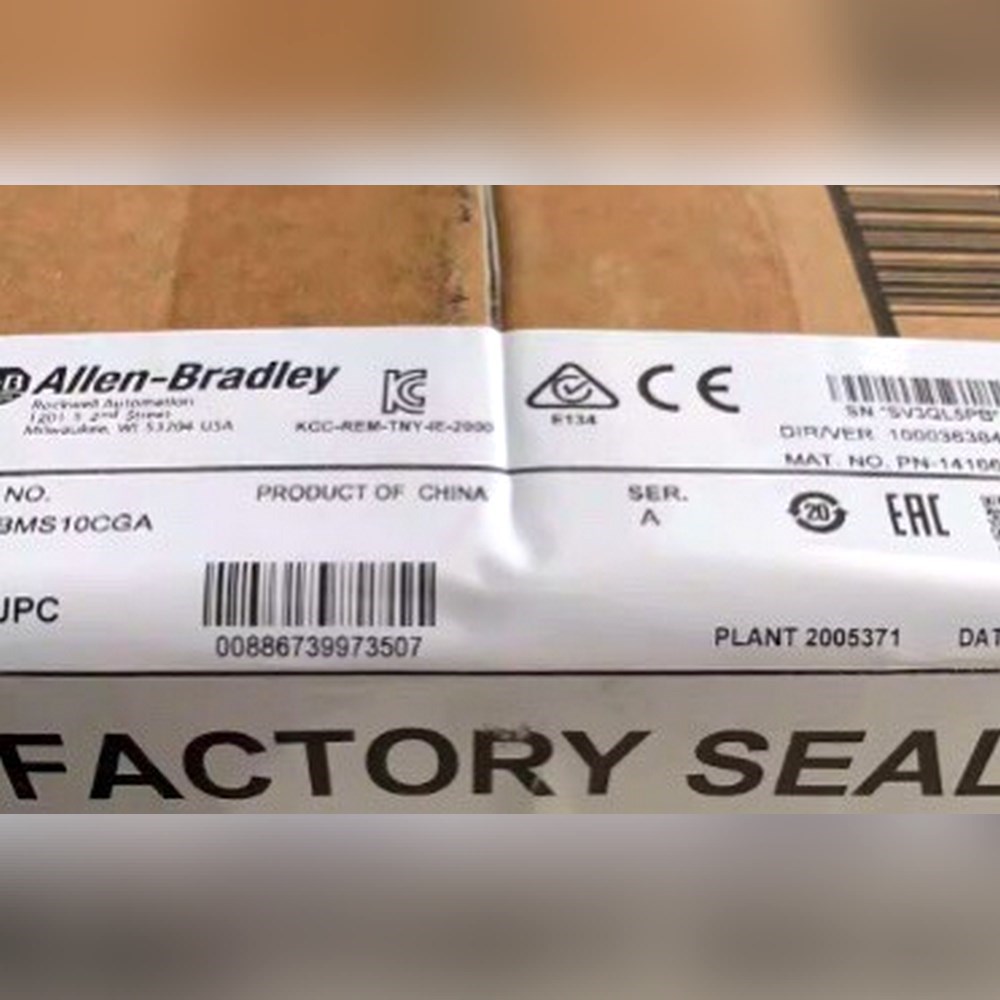 Allen-Bradley
Rockwell Automation
1201 S 2nd Street
Milwaukee, WI 53204 USA
KCC-REM-TNY-IE-2000
E134
CE
SN "SV3QL5PB"
DIR/VER 100036384
MAT. NO. PN-14106
NO.
BMS10CGA
PRODUCT OF CHINA
SER.
A
20
EAC
UPC
00886739973507
PLANT 2005371
DAT
FACTORY SEAL